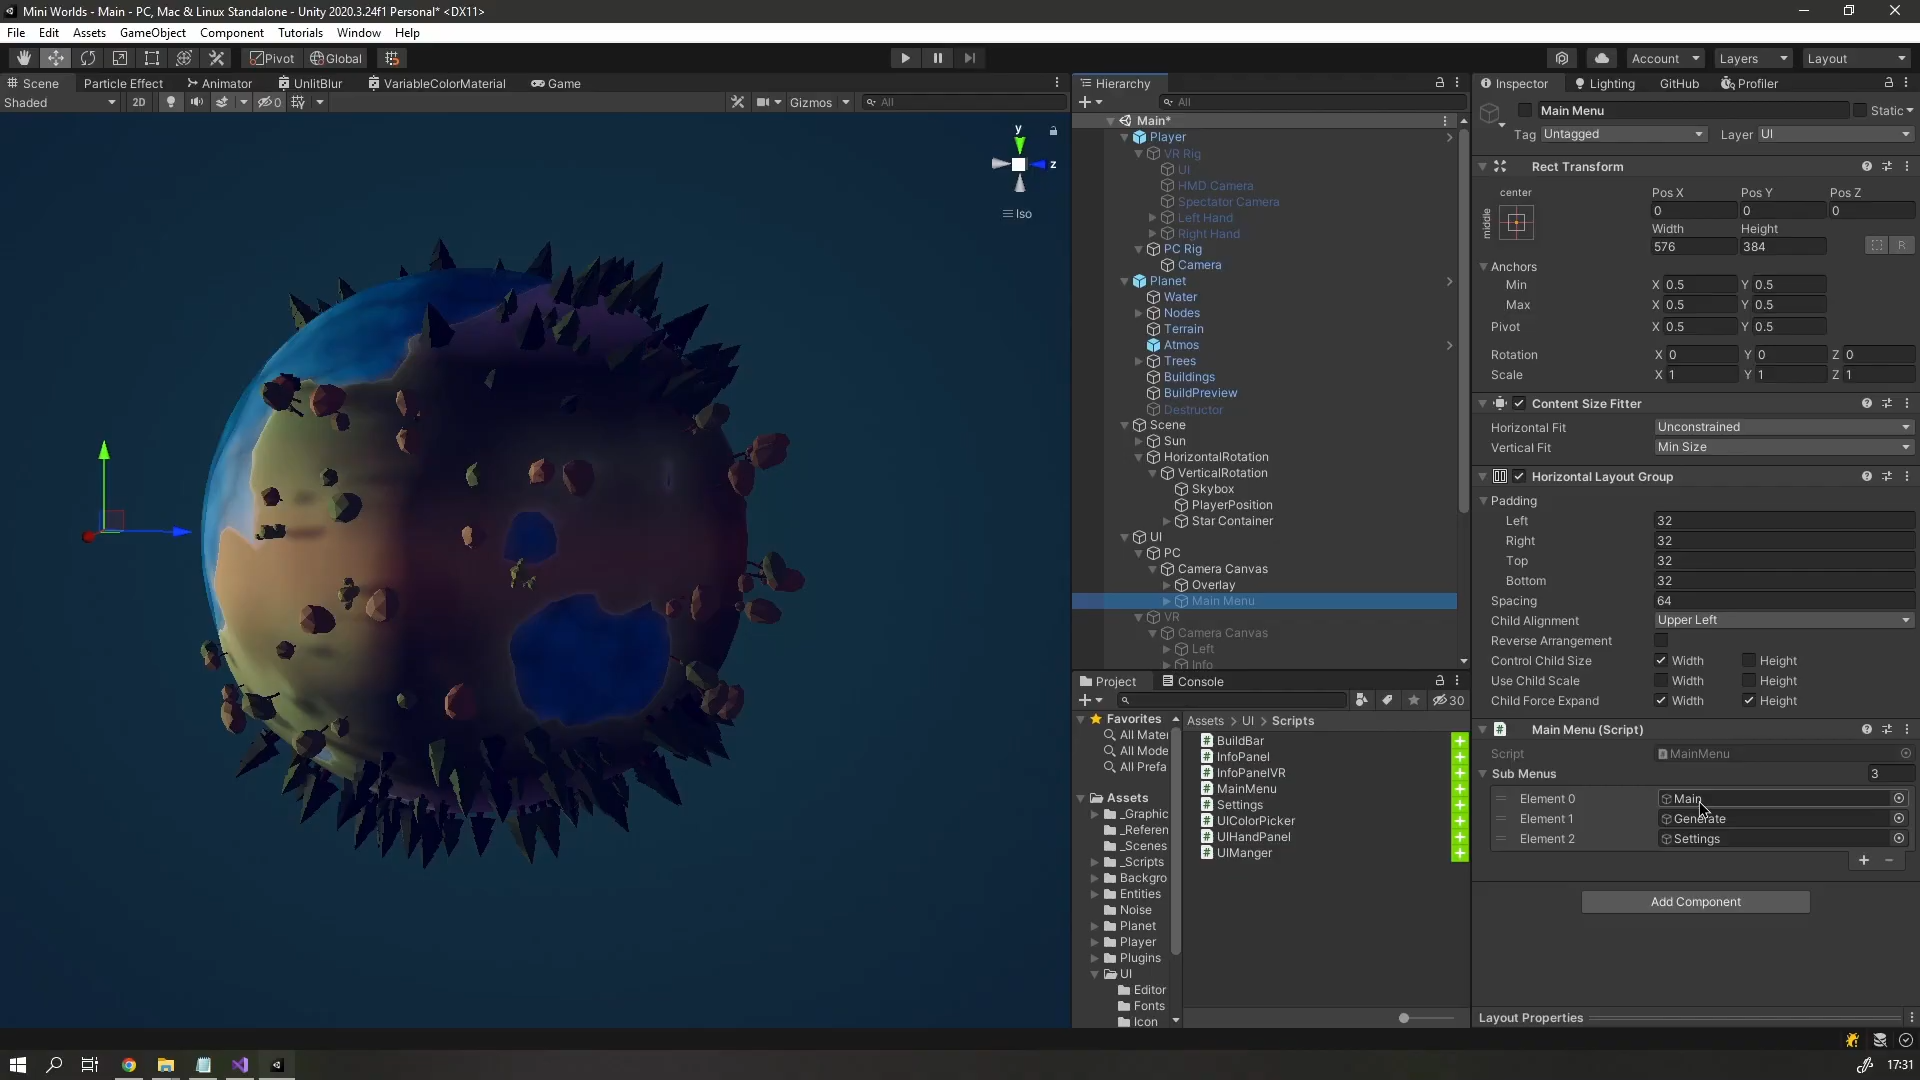 Mini Worlds - Main - PC, Mac & Linux Standalone - Unity 2020.3.24f1 Personal* <DX11>
File Edit Assets GameObject Component Tutorials Window Help
Pivot Global Account Layers Layout
Scene Particle Effect Animator UnlitBlur VariableColorMaterial Game
Shaded 2D 0 Gizmos All
y
z
Iso
Hierarchy
All
Main*
Player
VR Rig
UI
HMD Camera
Spectator Camera
Left Hand
Right Hand
PC Rig
Camera
Planet
Water
Nodes
Terrain
Atmos
Trees
Buildings
BuildPreview
Destructor
Scene
Sun
HorizontalRotation
VerticalRotation
Skybox
PlayerPosition
Star Container
UI
PC
Camera Canvas
Overlay
Main Menu
VR
Camera Canvas
Left
Info
Project Console
30
Favorites
All Mater
All Mode
All Prefa
Assets
_Graphic
_Referen
_Scenes
_Scripts
Backgro
Entities
Noise
Planet
Player
Plugins
UI
Editor
Fonts
Icon
Assets > UI > Scripts
BuildBar
InfoPanel
InfoPanelVR
MainMenu
Settings
UIColorPicker
UIHandPanel
UIManger
Inspector Lighting GitHub Profiler
Main Menu Static
Tag Untagged Layer UI
Rect Transform
center
middle
Pos X Pos Y Pos Z
0 0 0
Width Height
576 384 R
Anchors
Min X 0.5 Y 0.5
Max X 0.5 Y 0.5
Pivot X 0.5 Y 0.5
Rotation X 0 Y 0 Z 0
Scale X 1 Y 1 Z 1
Content Size Fitter
Horizontal Fit Unconstrained
Vertical Fit Min Size
Horizontal Layout Group
Padding
Left 32
Right 32
Top 32
Bottom 32
Spacing 64
Child Alignment Upper Left
Reverse Arrangement
Control Child Size Width Height
Use Child Scale Width Height
Child Force Expand Width Height
Main Menu (Script)
Script MainMenu
Sub Menus 3
Element 0 Main
Element 1 Generate
Element 2 Settings
Add Component
Layout Properties
17:31